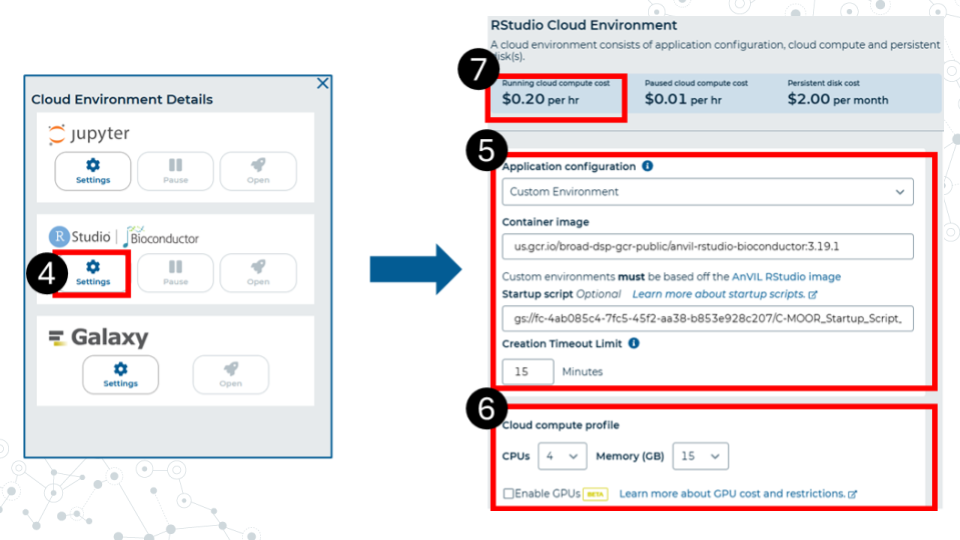 Cloud Environment Details
jupyter
Settings
Pause
Open
R Studio | Bioconductor
4
Settings
Pause
Open
Galaxy
Settings
Open
RStudio Cloud Environment
A cloud environment consists of application configuration, cloud compute and persistent
disk(s).
7
Running cloud compute cost
$0.20 per hr
Paused cloud compute cost
$0.01 per hr
Persistent disk cost
$2.00 per month
5
Application configuration
Custom Environment
Container image
us.gcr.io/broad-dsp-gcr-public/anvil-rstudio-bioconductor:3.19.1
Custom environments must be based off the AnVIL RStudio image
Startup script Optional Learn more about startup scripts.
gs://fc-4ab085c4-7fc5-45f2-aa38-b853e928c207/C-MOOR_Startup_Script_
Creation Timeout Limit
15 Minutes
6
Cloud compute profile
CPUs 4 Memory (GB) 15
Enable GPUs BETA Learn more about GPU cost and restrictions.